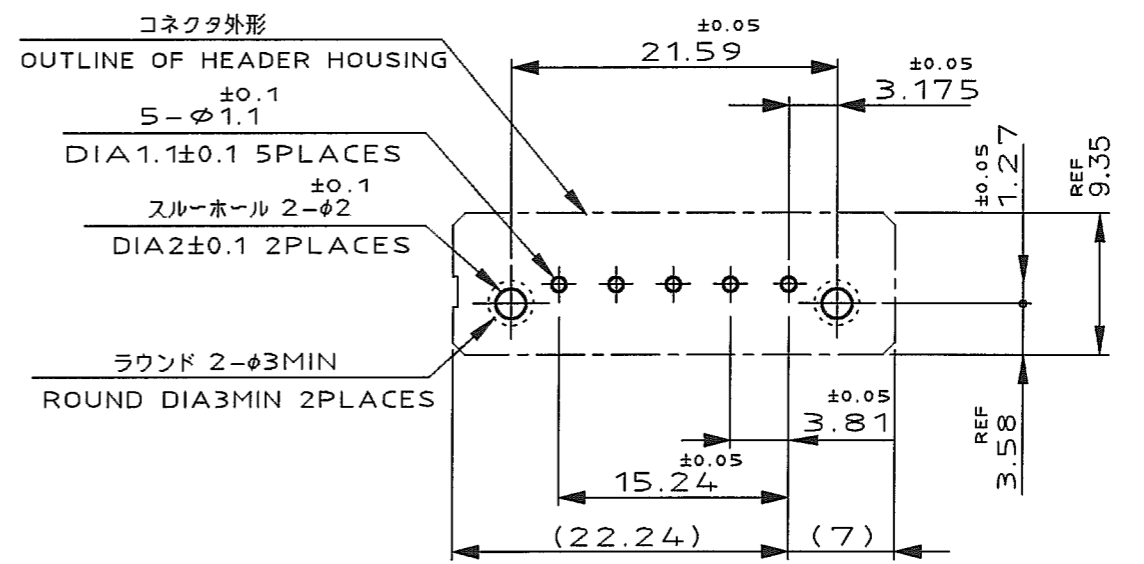 コネクタ外形
OUTLINE OF HEADER HOUSING
±0.1
5-φ1.1
DIA1.1±0.1 5PLACES
±0.1
スルーホール 2-φ2
DIA2±0.1 2PLACES
ラウンド 2-φ3MIN
ROUND DIA3MIN 2PLACES
±0.05
21.59
±0.05
3.175
±0.05
1.27
REF
9.35
REF
3.58
±0.05
3.81
±0.05
15.24
(22.24)
(7)